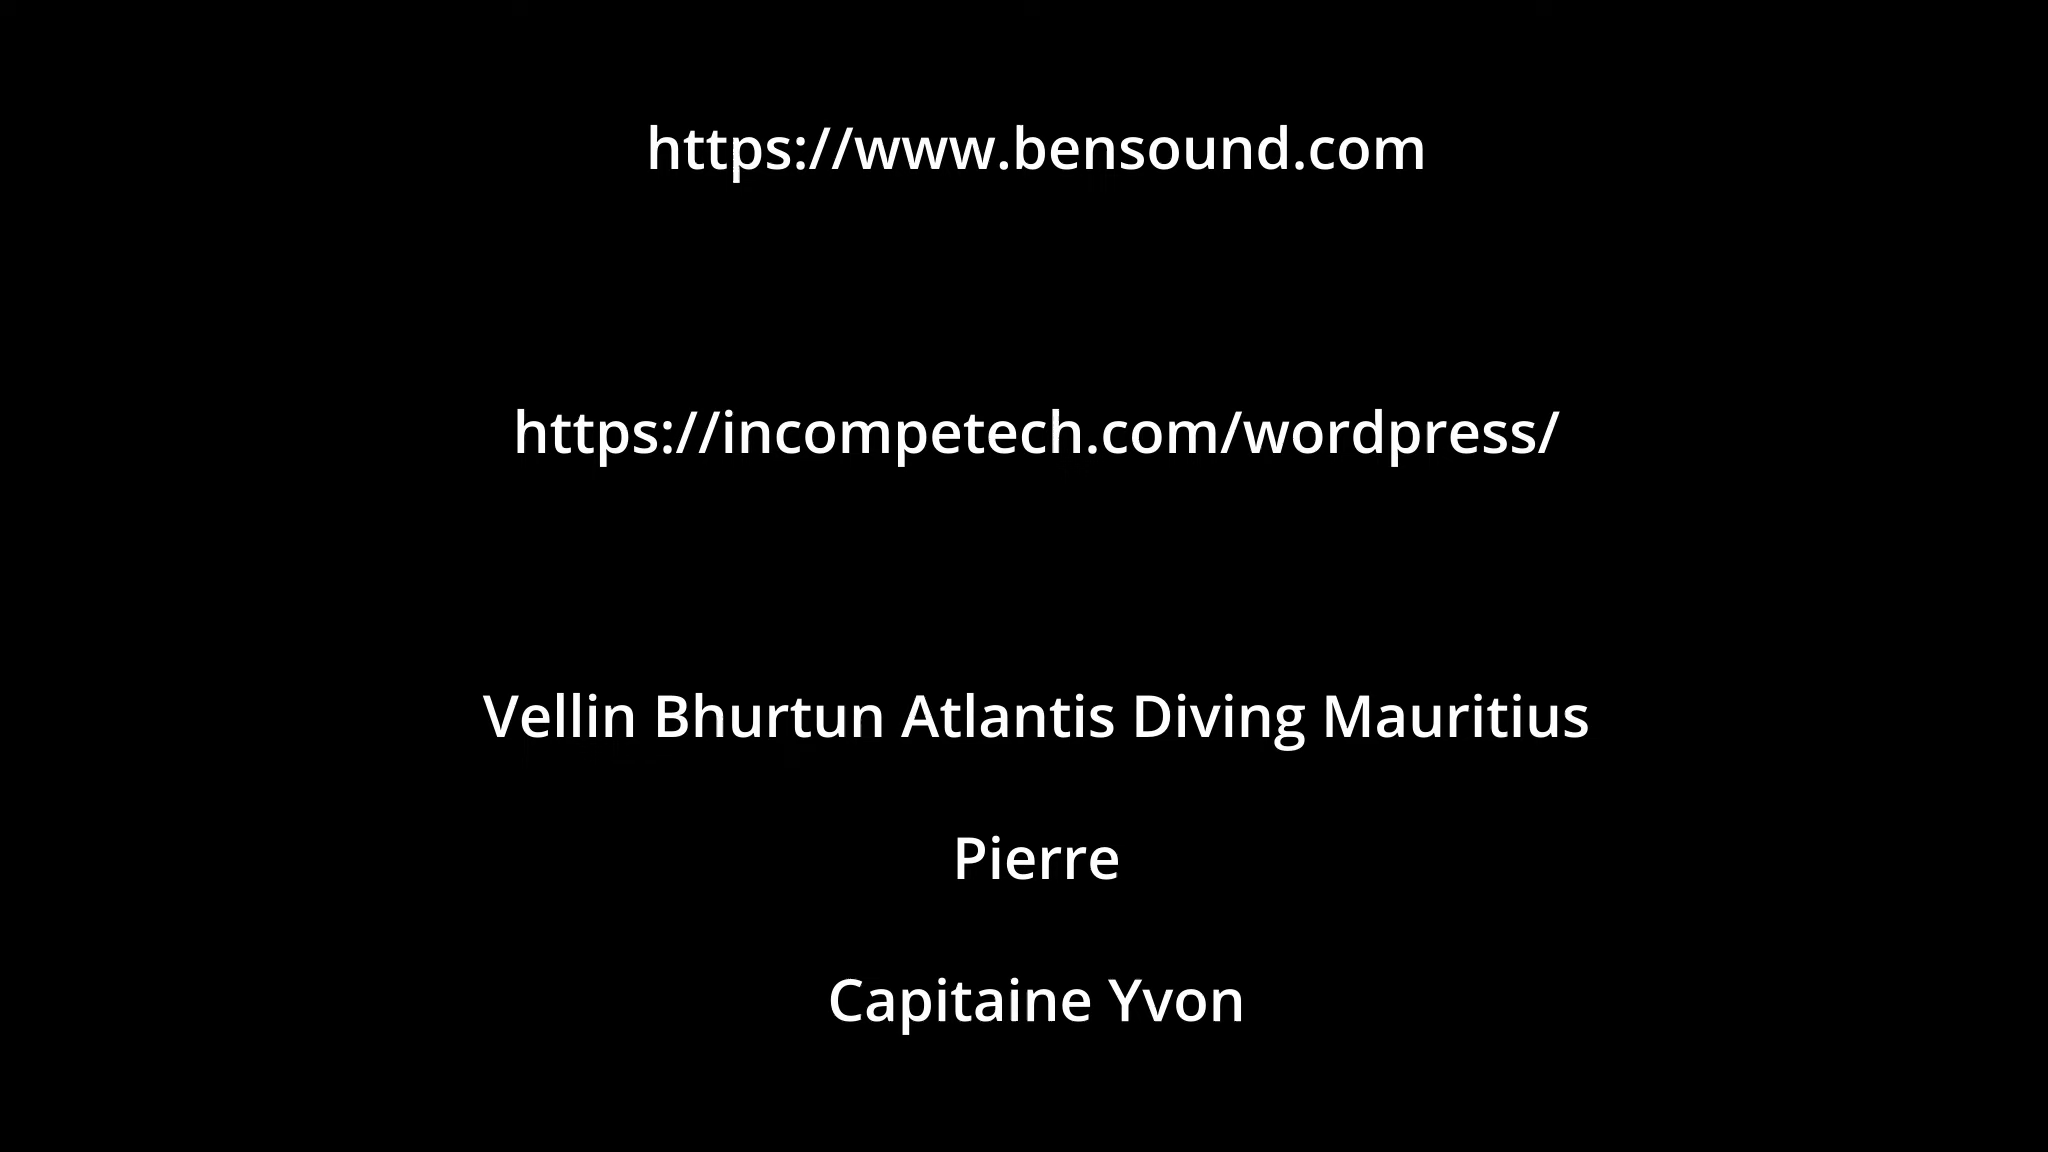 https://www.bensound.com
https://incompetech.com/wordpress/
Vellin Bhurtun Atlantis Diving Mauritius
Pierre
Capitaine Yvon